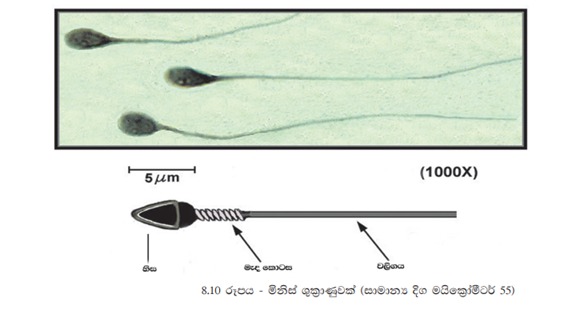 5 μm
(1000X)
හිස
මැද කොටස
වලිගය
8.10 රූපය - මිනිස් ශුක්‍රාණුවක් (සාමාන්‍ය දිග මයික්‍රෝමීටර් 55)